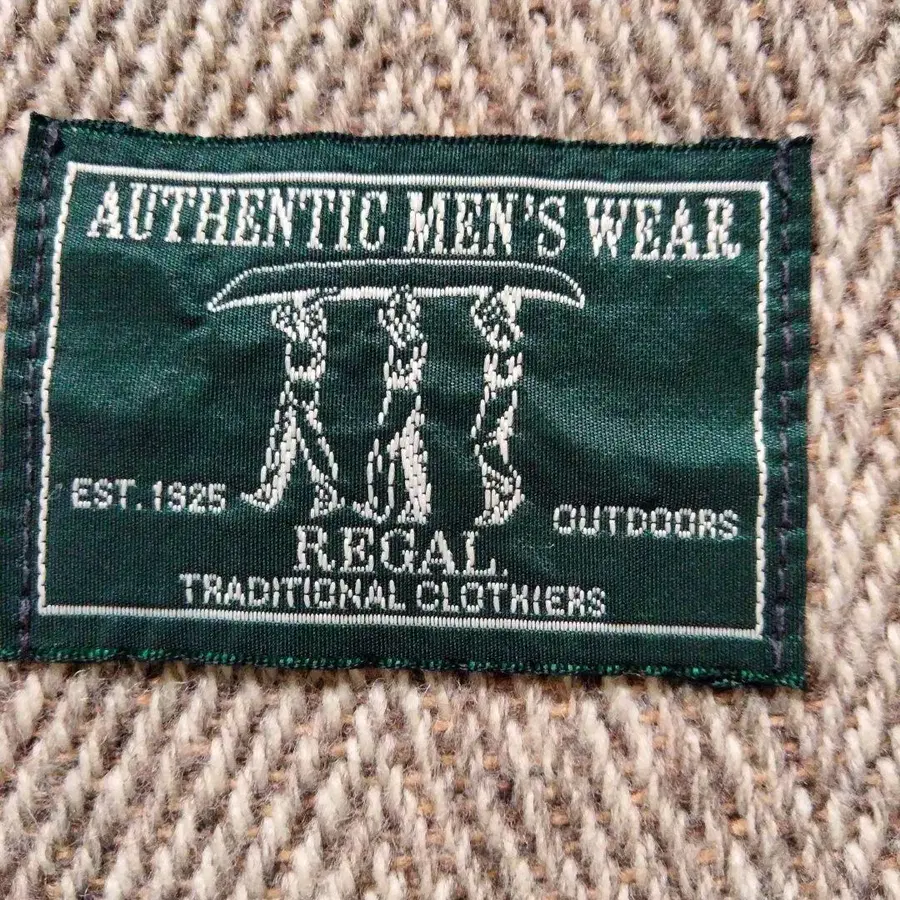 AUTHENTIC MEN'S WEAR
EST. 1925
OUTDOORS
REGAL
TRADITIONAL CLOTHIERS